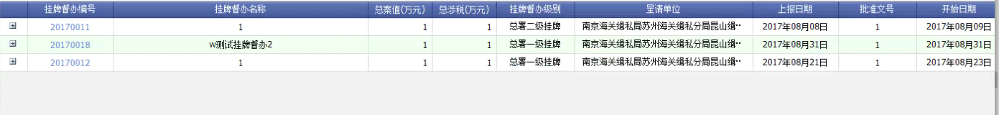 挂牌督办编号 挂牌督办名称 总案值(万元) 总涉税(万元) 挂牌督办级别 呈请单位 上报日期 批准文号 开始日期
20170011 1 1 1 总署二级挂牌 南京海关缉私局苏州海关缉私分局昆山缉… 2017年08月08日 1 2017年08月09日
20170018 w测试挂牌督办2 1 1 总署一级挂牌 南京海关缉私局苏州海关缉私分局昆山缉… 2017年08月31日 1 2017年08月31日
20170012 1 1 1 总署一级挂牌 南京海关缉私局苏州海关缉私分局昆山缉… 2017年08月21日 1 2017年08月23日